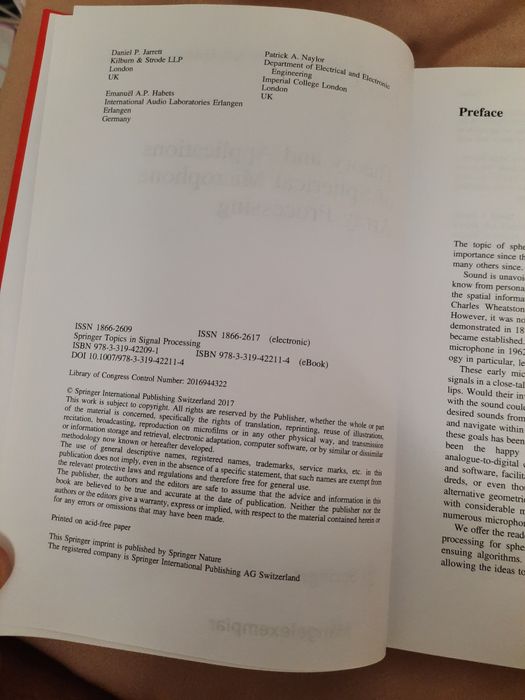 Daniel P. Jarrett
Kilburn & Strode LLP
London
UK
Emanuël A.P. Habets
International Audio Laboratories Erlangen
Erlangen
Germany
Patrick A. Naylor
Department of Electrical and Electronic
Engineering
Imperial College London
London
UK
ISSN 1866-2609
ISSN 1866-2617 (electronic)
Springer Topics in Signal Processing
ISBN 978-3-319-42209-1
ISBN 978-3-319-42211-4 (eBook)
DOI 10.1007/978-3-319-42211-4
Library of Congress Control Number: 2016944322
© Springer International Publishing Switzerland 2017
This work is subject to copyright. All rights are reserved by the Publisher, whether the whole or part
of the material is concerned, specifically the rights of translation, reprinting, reuse of illustrations,
recitation, broadcasting, reproduction on microfilms or in any other physical way, and transmission
or information storage and retrieval, electronic adaptation, computer software, or by similar or dissimilar
methodology now known or hereafter developed.
The use of general descriptive names, registered names, trademarks, service marks, etc. in this
publication does not imply, even in the absence of a specific statement, that such names are exempt from
the relevant protective laws and regulations and therefore free for general use.
The publisher, the authors and the editors are safe to assume that the advice and information in this
book are believed to be true and accurate at the date of publication. Neither the publisher nor the
authors or the editors give a warranty, express or implied, with respect to the material contained herein or
for any errors or omissions that may have been made.
Printed on acid-free paper
This Springer imprint is published by Springer Nature
The registered company is Springer International Publishing AG Switzerland
Preface
The topic of sphe
importance since th
many others since.
Sound is unavoi
know from persona
the spatial informa
Charles Wheatston
However, it was no
demonstrated in 18
became established.
microphone in 1962
ogy in particular, le
These early mic
signals in a close-tal
lips. Would their in
with the sound coul
desired sounds from
and navigate within
these goals has been
been the happy
analogue-to-digital
and software, facilit
dreds, or even thou
alternative geometri
with considerable m
numerous micropho
We offer the read
processing for sphe
ensuing algorithms.
allowing the ideas to